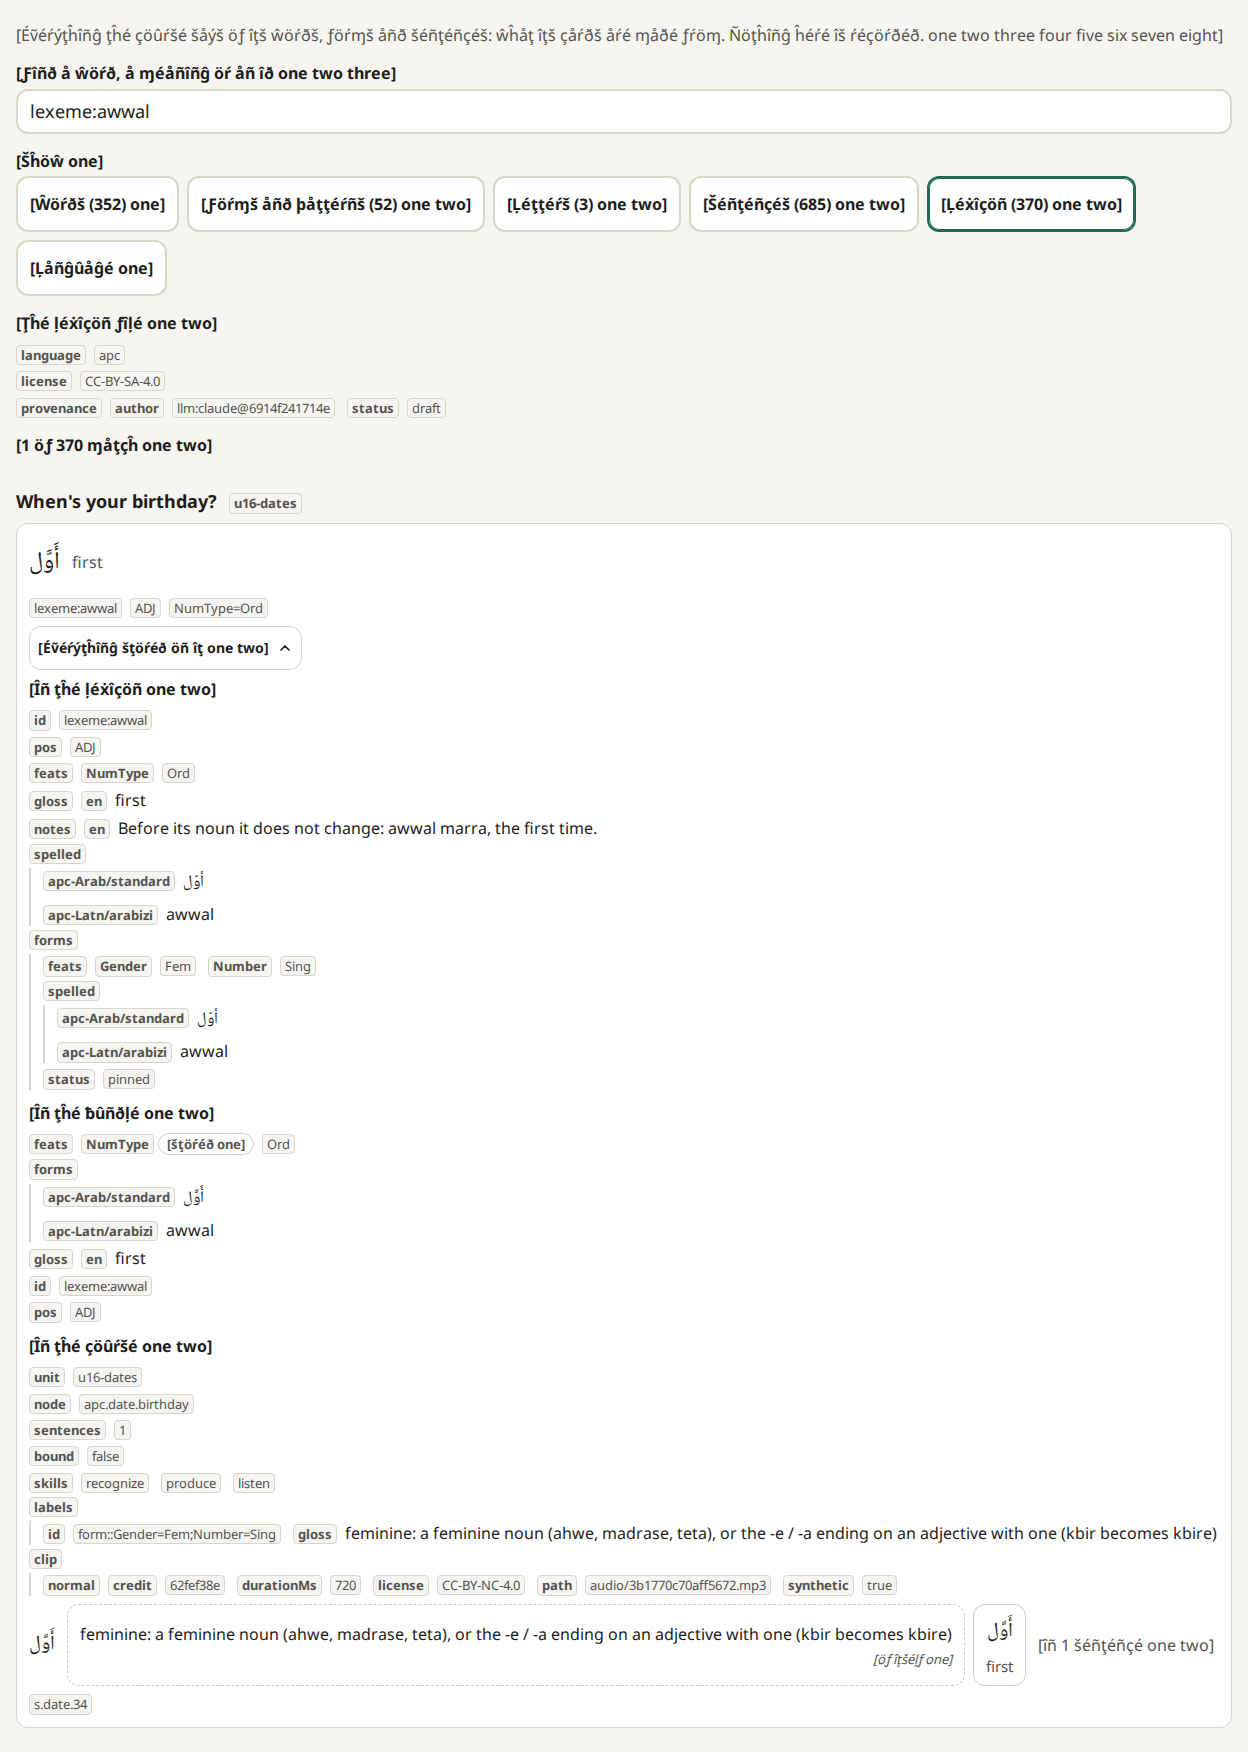 [Évéŕýţĥîñĝ ţĥé çöûŕšé šåýš öƒ îţš ŵöŕðš, ƒöŕɱš åñð šéñţéñçéš: ŵĥåţ îţš çåŕðš åŕé ɱåðé ƒŕöɱ. Ñöţĥîñĝ ĥéŕé îš ŕéçöŕðéð. one two three four five six seven eight]
[Ƒîñð å ŵöŕð, å ɱéåñîñĝ öŕ åñ îð one two three]
lexeme:awwal
[Šĥöŵ one]
[Ŵöŕðš (352) one] [Ƒöŕɱš åñð þåţţéŕñš (52) one two] [Ļéţţéŕš (3) one two] [Šéñţéñçéš (685) one two] [Ļéẋîçöñ (370) one two]
[Ļåñĝûåĝé one]
[Ţĥé ļéẋîçöñ ƒîļé one two]
language apc
license CC-BY-SA-4.0
provenance author llm:claude@6914f241714e status draft
[1 öƒ 370 ɱåţçĥ one two]
When's your birthday? u16-dates
أَوَّل first
lexeme:awwal ADJ NumType=Ord
[Éṽéŕýţĥîñĝ šţöŕéð öñ îţ one two]
[Îñ ţĥé ļéẋîçöñ one two]
id lexeme:awwal
pos ADJ
feats NumType Ord
gloss en first
notes en Before its noun it does not change: awwal marra, the first time.
spelled
apc-Arab/standard أوّل
apc-Latn/arabizi awwal
forms
feats Gender Fem Number Sing
spelled
apc-Arab/standard أوّل
apc-Latn/arabizi awwal
status pinned
[Îñ ţĥé ƀûñðļé one two]
feats NumType [šţöŕéð one] Ord
forms
apc-Arab/standard أَوَّل
apc-Latn/arabizi awwal
gloss en first
id lexeme:awwal
pos ADJ
[Îñ ţĥé çöûŕšé one two]
unit u16-dates
node apc.date.birthday
sentences 1
bound false
skills recognize produce listen
labels
id form::Gender=Fem;Number=Sing gloss feminine: a feminine noun (ahwe, madrase, teta), or the -e / -a ending on an adjective with one (kbir becomes kbire)
clip
normal credit 62fef38e durationMs 720 license CC-BY-NC-4.0 path audio/3b1770c70aff5672.mp3 synthetic true
أَوَّل feminine: a feminine noun (ahwe, madrase, teta), or the -e / -a ending on an adjective with one (kbir becomes kbire) أَوَّل
[öƒ îţšéļƒ one] first [îñ 1 šéñţéñçé one two]
s.date.34